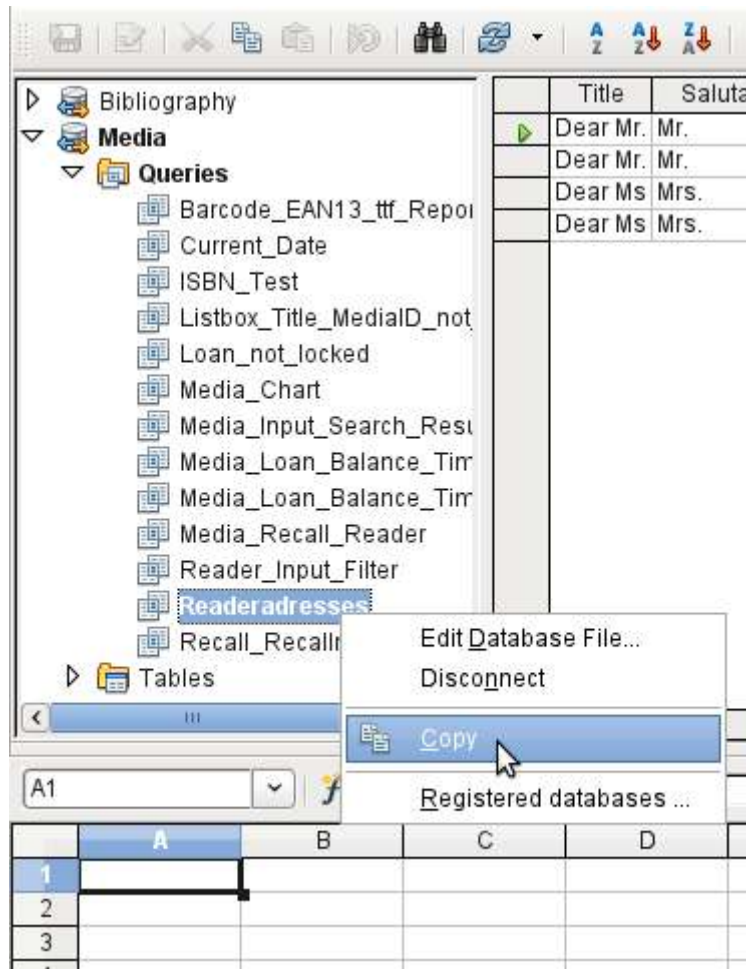 Title Saluta
Bibliography
Dear Mr. Mr.
Media
Dear Mr. Mr.
Queries
Dear Ms Mrs.
Barcode_EAN13_ttf_Repor
Dear Ms Mrs.
Current_Date
ISBN_Test
Listbox_Title_MediaID_not_
Loan_not_locked
Media_Chart
Media_Input_Search_Resu
Media_Loan_Balance_Tim
Media_Loan_Balance_Tim
Media_Recall_Reader
Reader_Input_Filter
Readeradresses
Recall_Recalln
Tables
Edit Database File...
Disconnect
Copy
Registered databases ...
A1
A B C D
1
2
3